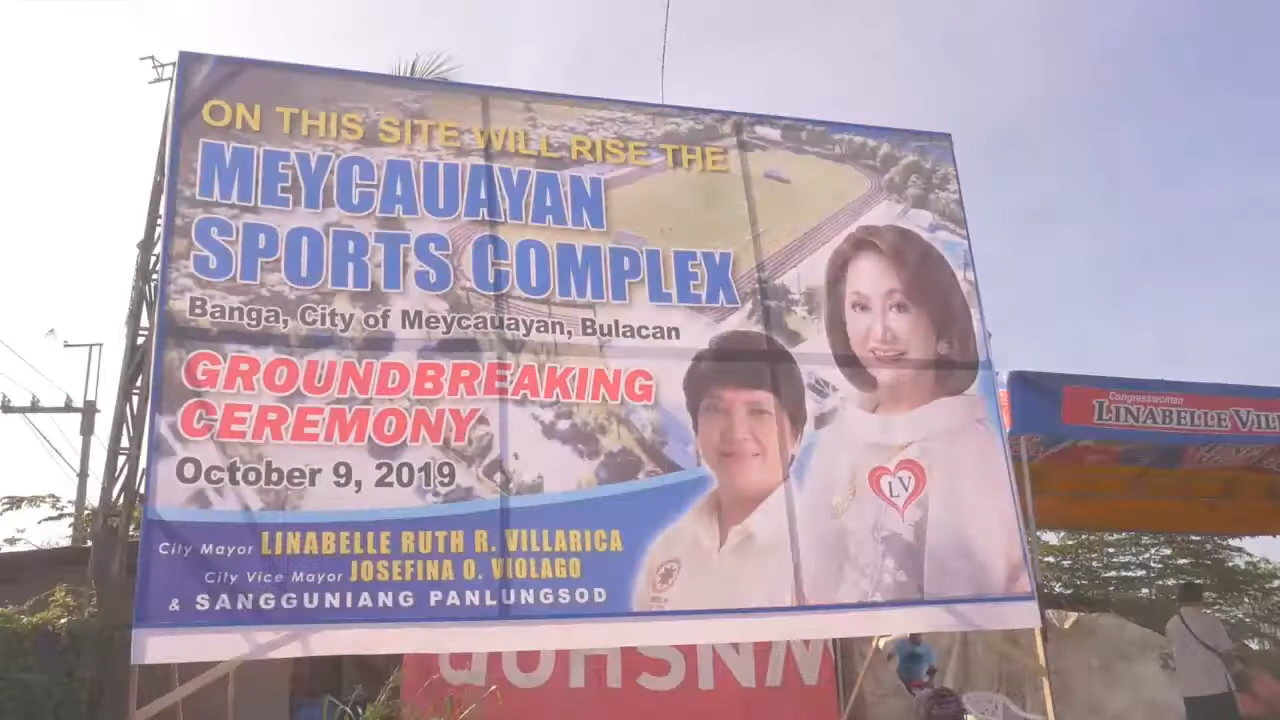 ON THIS SITE WILL RISE THE
MEYCAUAYAN
SPORTS COMPLEX
Banga, City of Meycauayan, Bulacan
GROUNDBREAKING
CEREMONY
October 9, 2019
City Mayor LINABELLE RUTH R. VILLARICA
City Vice Mayor JOSEFINA O. VIOLAGO
& SANGGUNIANG PANLUNGSOD
LV
Congresswoman
LINABELLE VILL